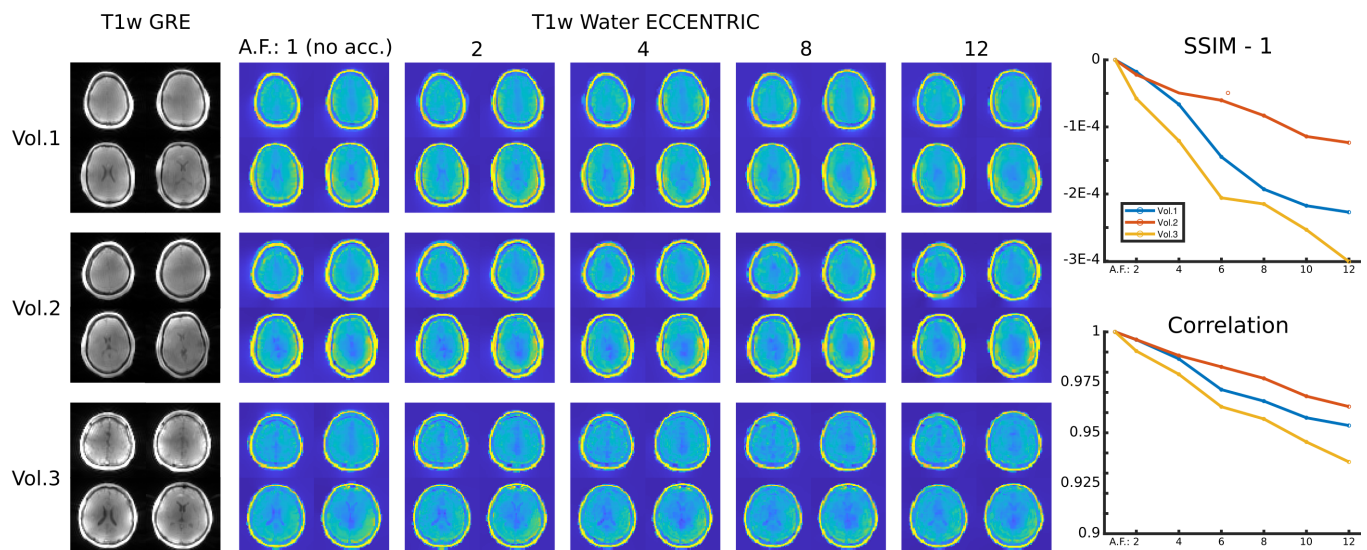 T1w GRE
T1w Water ECCENTRIC
A.F.: 1 (no acc.)
2
4
8
12
Vol.1
Vol.2
Vol.3
SSIM - 1
0
-1E-4
-2E-4
-3E-4
Vol.1
Vol.2
Vol.3
A.F.: 2
4
6
8
10
12
Correlation
1
0.975
0.95
0.925
0.9
A.F.: 2
4
6
8
10
12